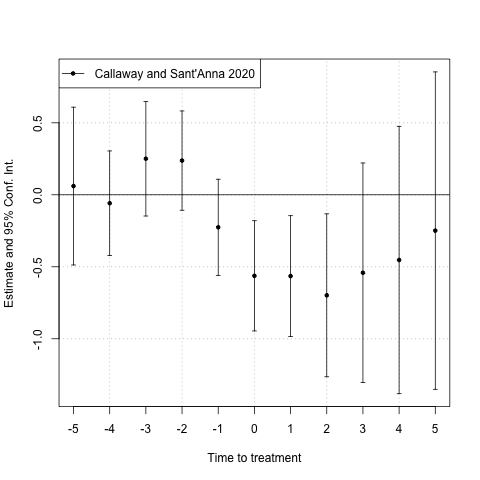 Callaway and Sant'Anna 2020
Estimate and 95% Conf. Int.
0.5
0.0
-0.5
-1.0
-5 -4 -3 -2 -1 0 1 2 3 4 5
Time to treatment